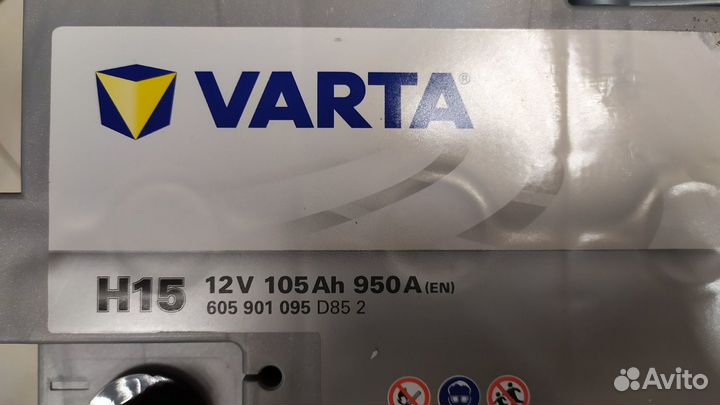 VARTA®
H15 12V 105Ah 950A(EN)
605 901 095 D85 2
Avito